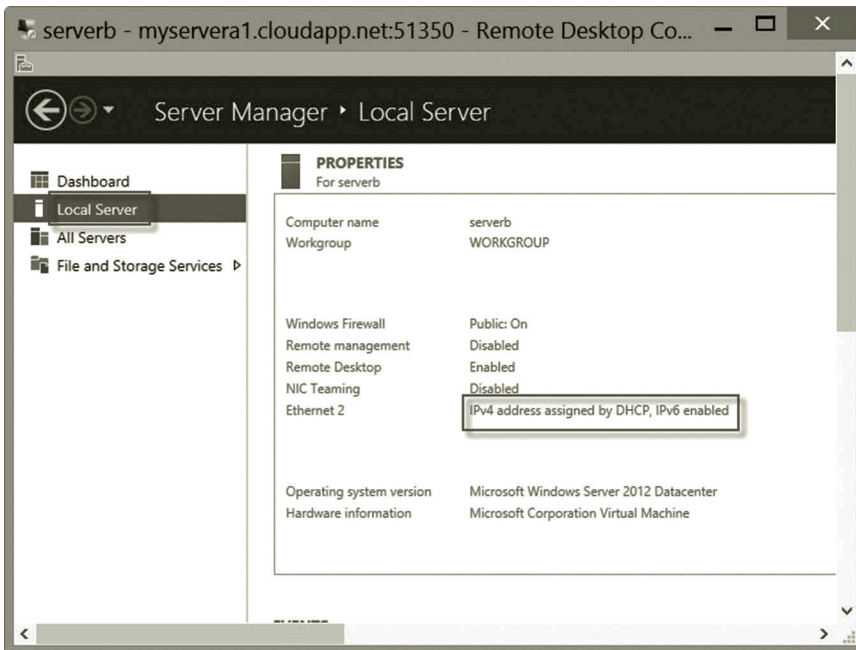 serverb - myservera1.cloudapp.net:51350 - Remote Desktop Co...
Server Manager ‣ Local Server
Dashboard
Local Server
All Servers
File and Storage Services
PROPERTIES
For serverb
Computer name serverb
Workgroup WORKGROUP
Windows Firewall Public: On
Remote management Disabled
Remote Desktop Enabled
NIC Teaming Disabled
Ethernet 2 IPv4 address assigned by DHCP, IPv6 enabled
Operating system version Microsoft Windows Server 2012 Datacenter
Hardware information Microsoft Corporation Virtual Machine